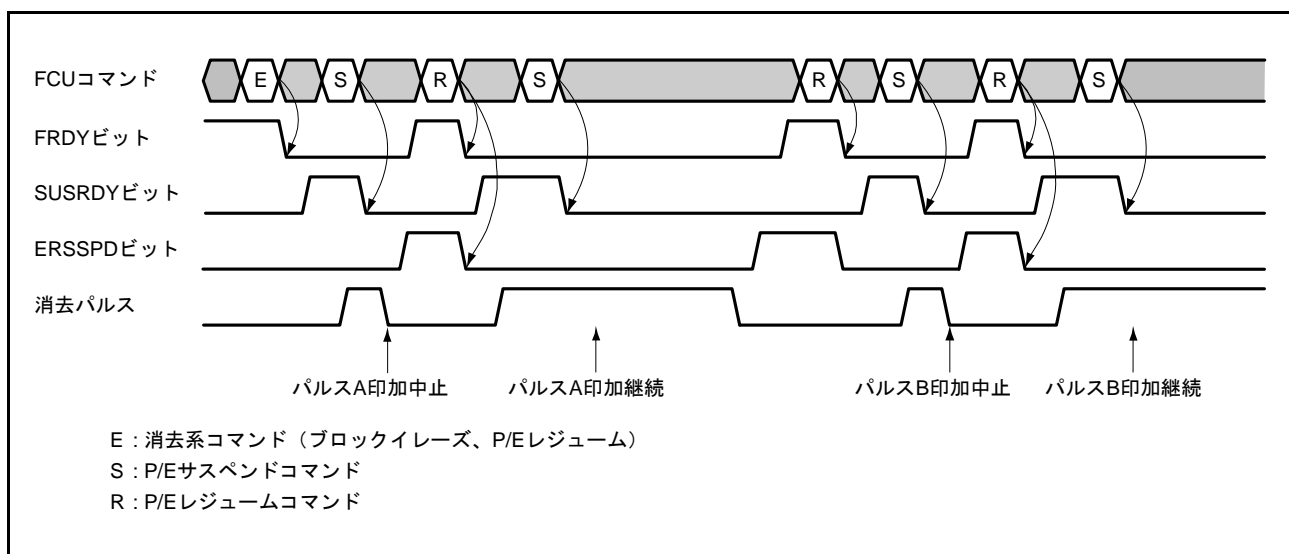 FCUコマンド E S R S R S R S
FRDYビット
SUSRDYビット
ERSSPDビット
消去パルス
パルスA印加中止 パルスA印加継続 パルスB印加中止 パルスB印加継続
E : 消去系コマンド（ブロックイレーズ、P/Eレジューム）
S : P/Eサスペンドコマンド
R : P/Eレジュームコマンド